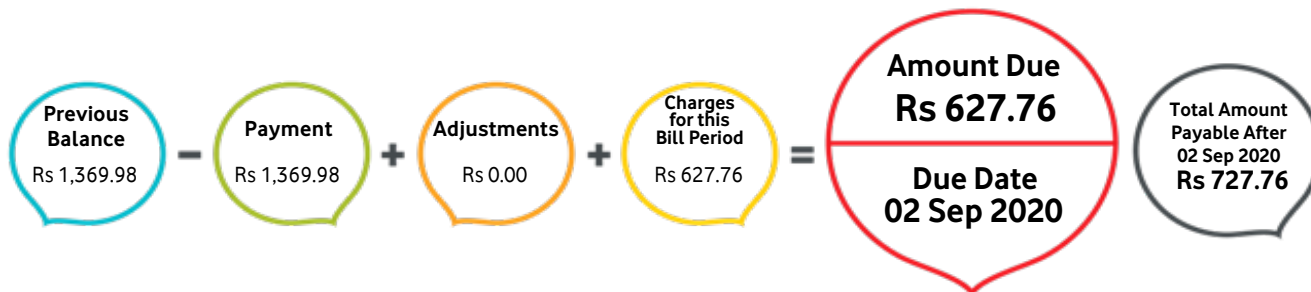 Previous
Balance
Rs 1,369.98
-
Payment
Rs 1,369.98
+
Adjustments
Rs 0.00
+
Charges
for this
Bill Period
Rs 627.76
=
Amount Due
Rs 627.76
Due Date
02 Sep 2020
Total Amount
Payable After
02 Sep 2020
Rs 727.76